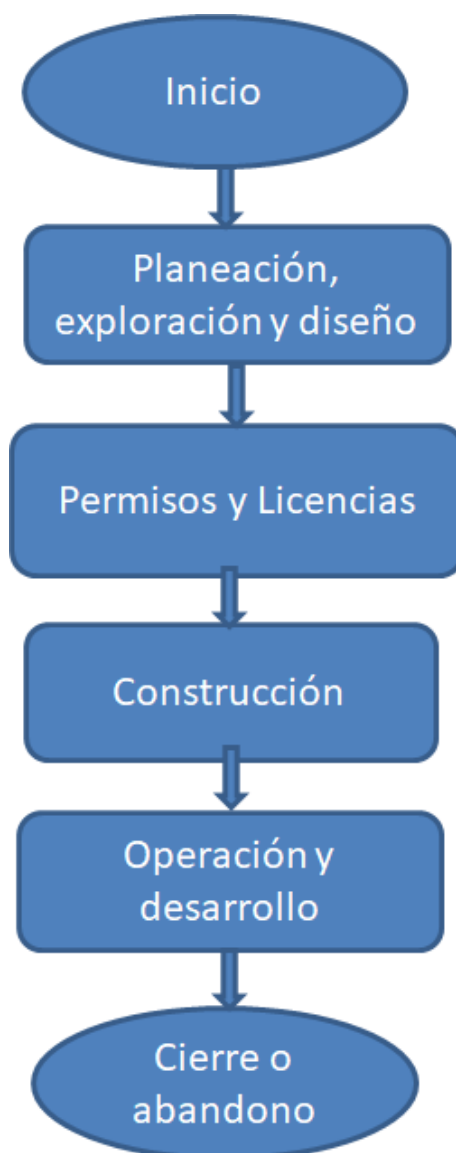 Inicio
Planeación,
exploración y diseño
Permisos y Licencias
Construcción
Operación y
desarrollo
Cierre o
abandono